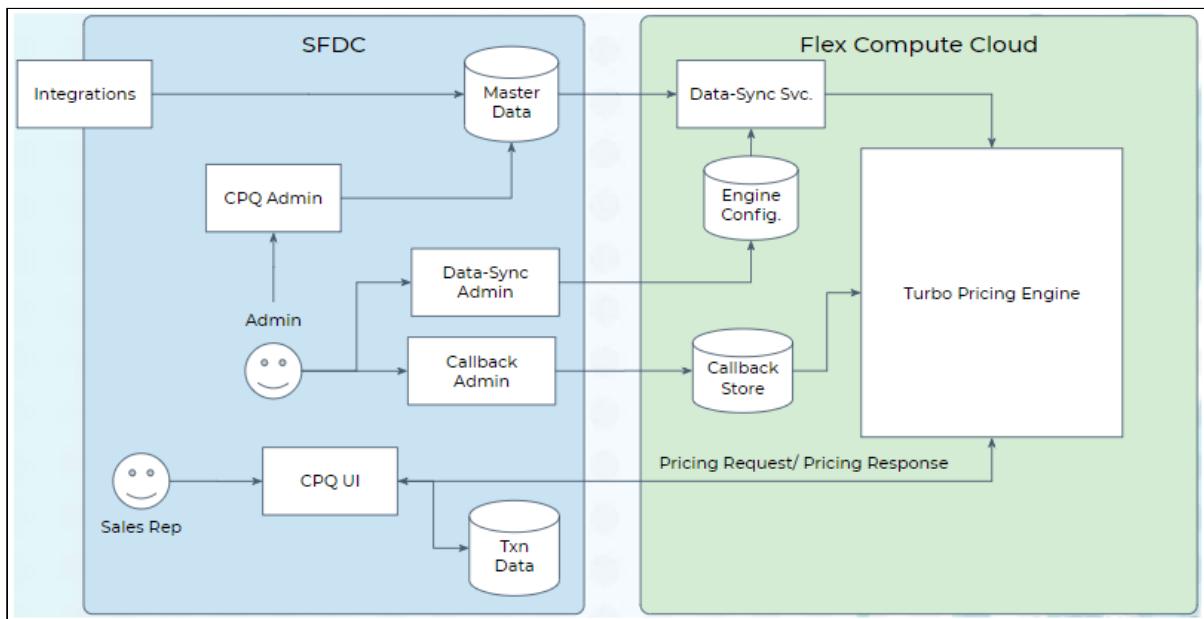 SFDC
Flex Compute Cloud
Integrations
Master
Data
Data-Sync Svc.
CPQ Admin
Engine
Config.
Data-Sync
Admin
Turbo Pricing Engine
Admin
Callback
Admin
Callback
Store
Pricing Request/ Pricing Response
CPQ UI
Sales Rep
Txn
Data